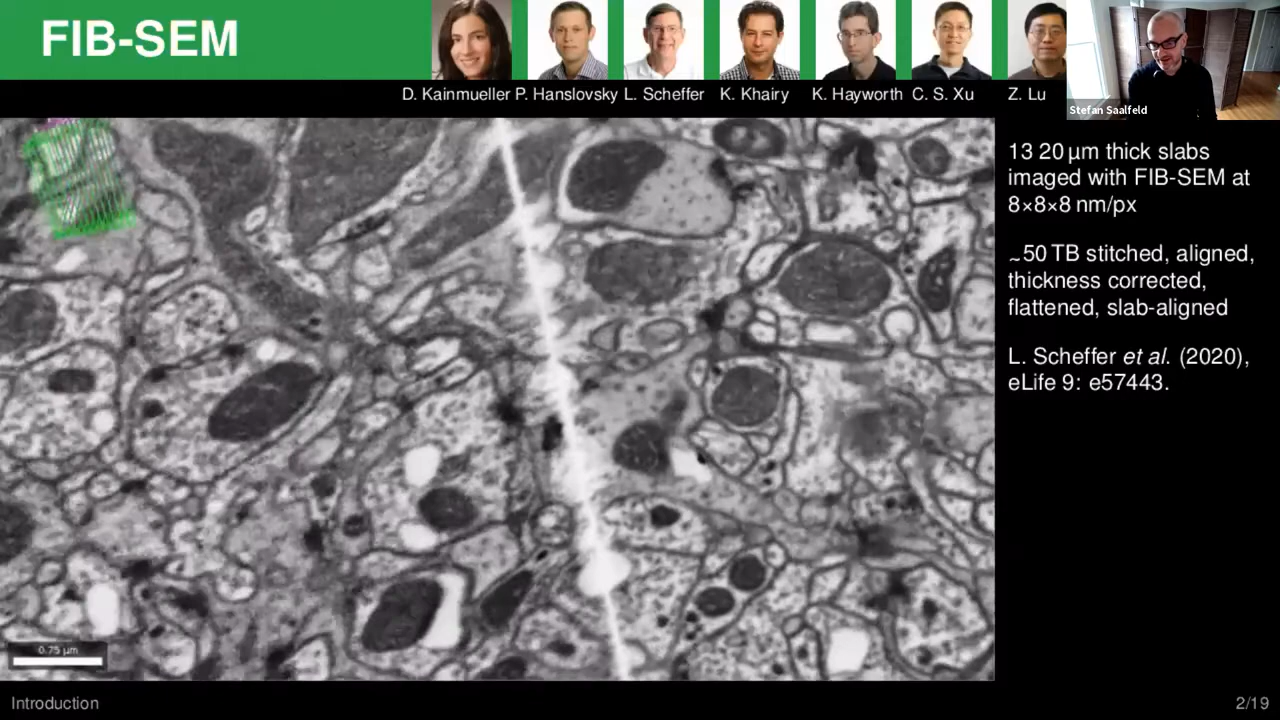 FIB-SEM
D. Kainmueller P. Hanslovsky L. Scheffer K. Khairy K. Hayworth C. S. Xu Z. Lu
Stefan Saalfeld
13 20 µm thick slabs
imaged with FIB-SEM at
8×8×8 nm/px
~50 TB stitched, aligned,
thickness corrected,
flattened, slab-aligned
L. Scheffer et al. (2020),
eLife 9: e57443.
0.75 µm
Introduction
2/19